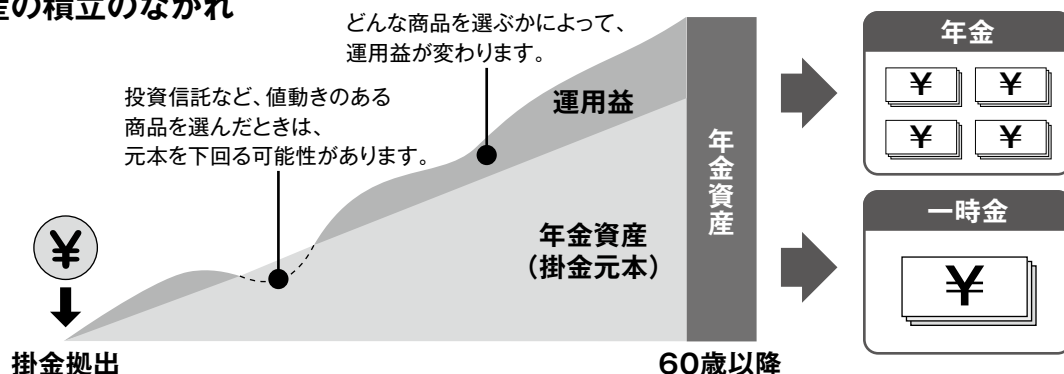 産の積立のながれ
どんな商品を選ぶかによって、
運用益が変わります。
投資信託など、値動きのある
商品を選んだときは、
元本を下回る可能性があります。
運用益
年金資産
（掛金元本）
年金資産
¥
掛金拠出
60歳以降
年金
¥ ¥
¥ ¥
一時金
¥